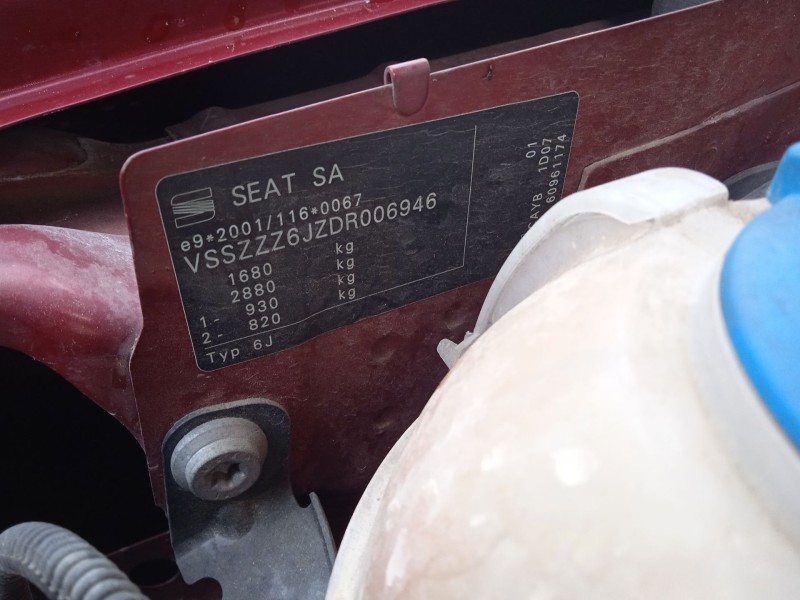 SEAT SA
e9*2001/116*0067
VSSZZZ6JZDR006946
1680 kg
2880 kg
1- 930 kg
2- 820 kg
Typ 6J
CAYB 01
1D07
60961174